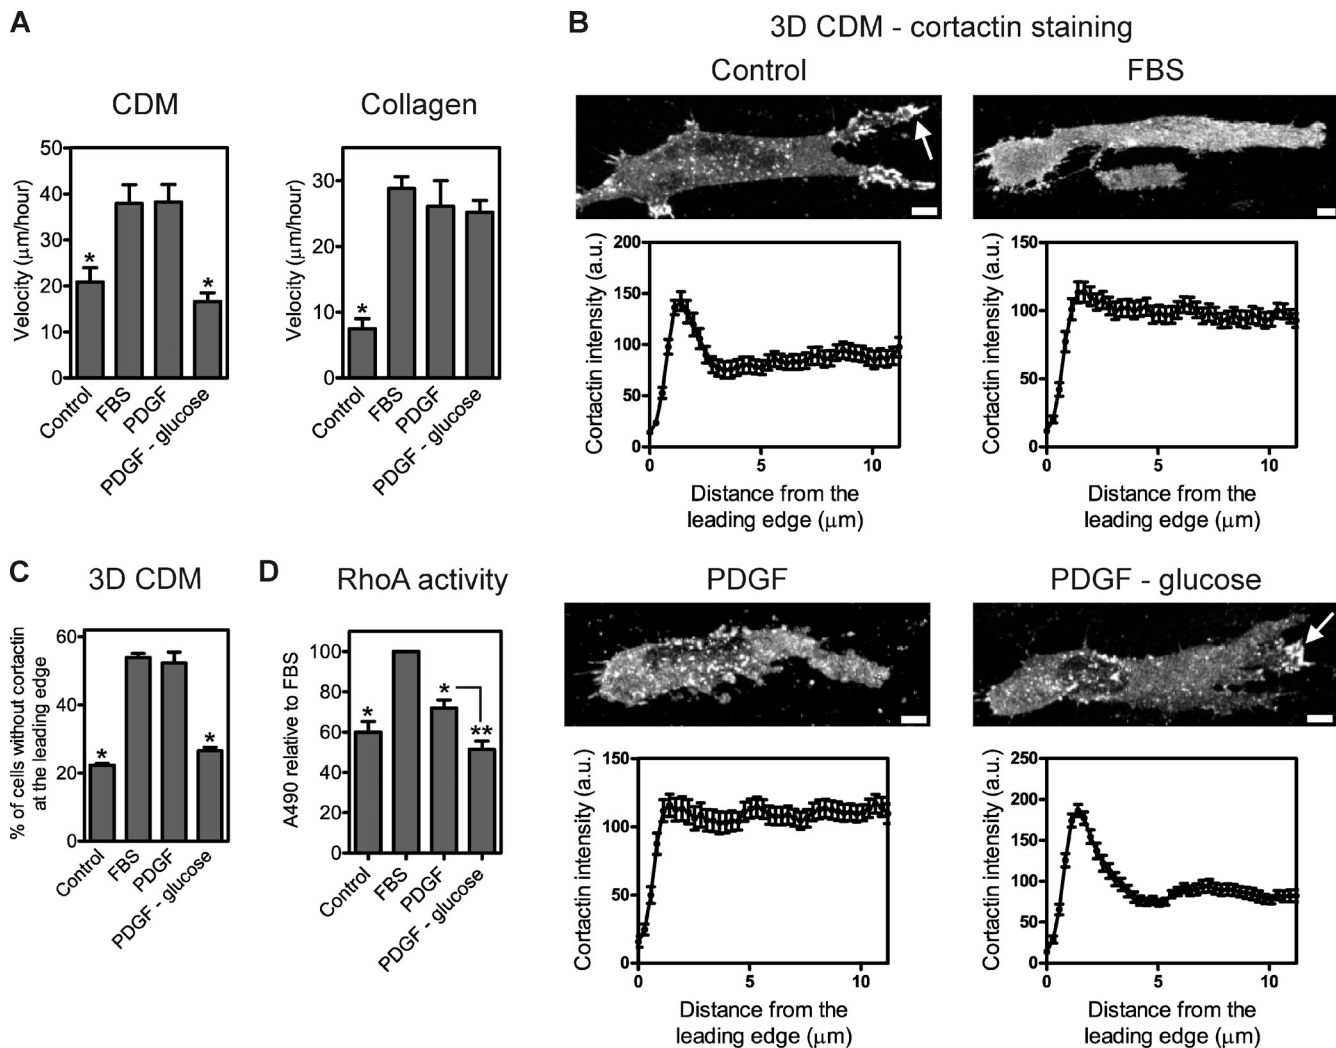 A
CDM
Velocity (μm/hour)
50
40
30
20
10
0
*
*
Control
FBS
PDGF
PDGF - glucose
Collagen
Velocity (μm/hour)
30
20
10
0
*
Control
FBS
PDGF
PDGF - glucose
B
3D CDM - cortactin staining
Control
FBS
Cortactin intensity (a.u.)
200
150
100
50
0
0
5
10
Distance from the
leading edge (μm)
Cortactin intensity (a.u.)
150
100
50
0
0
5
10
Distance from the
leading edge (μm)
C
3D CDM
% of cells without cortactin
at the leading edge
60
40
20
0
*
*
Control
FBS
PDGF
PDGF - glucose
D
RhoA activity
A490 relative to FBS
100
80
60
40
20
0
*
*
**
Control
FBS
PDGF
PDGF - glucose
PDGF
PDGF - glucose
Cortactin intensity (a.u.)
150
100
50
0
0
5
10
Distance from the
leading edge (μm)
Cortactin intensity (a.u.)
250
200
150
100
50
0
0
5
10
Distance from the
leading edge (μm)